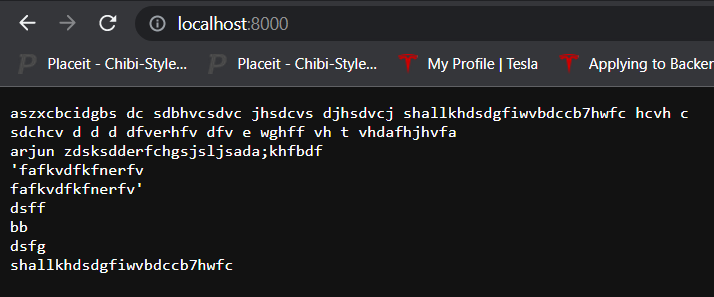 localhost:8000
Placeit - Chibi-Style... Placeit - Chibi-Style... My Profile | Tesla Applying to Backer
aszxcbcidgbs dc sdbhvcsdvc jhsdcvs djhsdvcj shallkhdsdgfiwvbdccb7hwfc hcvh c
sdchcv d d d dfverhfv dfv e wghff vh t vhdafhjhvfa
arjun zdsksdderfchgsjsljsada;khfbdf
'fafkvdfkfnerfv
fafkvdfkfnerfv'
dsff
bb
dsfg
shallkhdsdgfiwvbdccb7hwfc